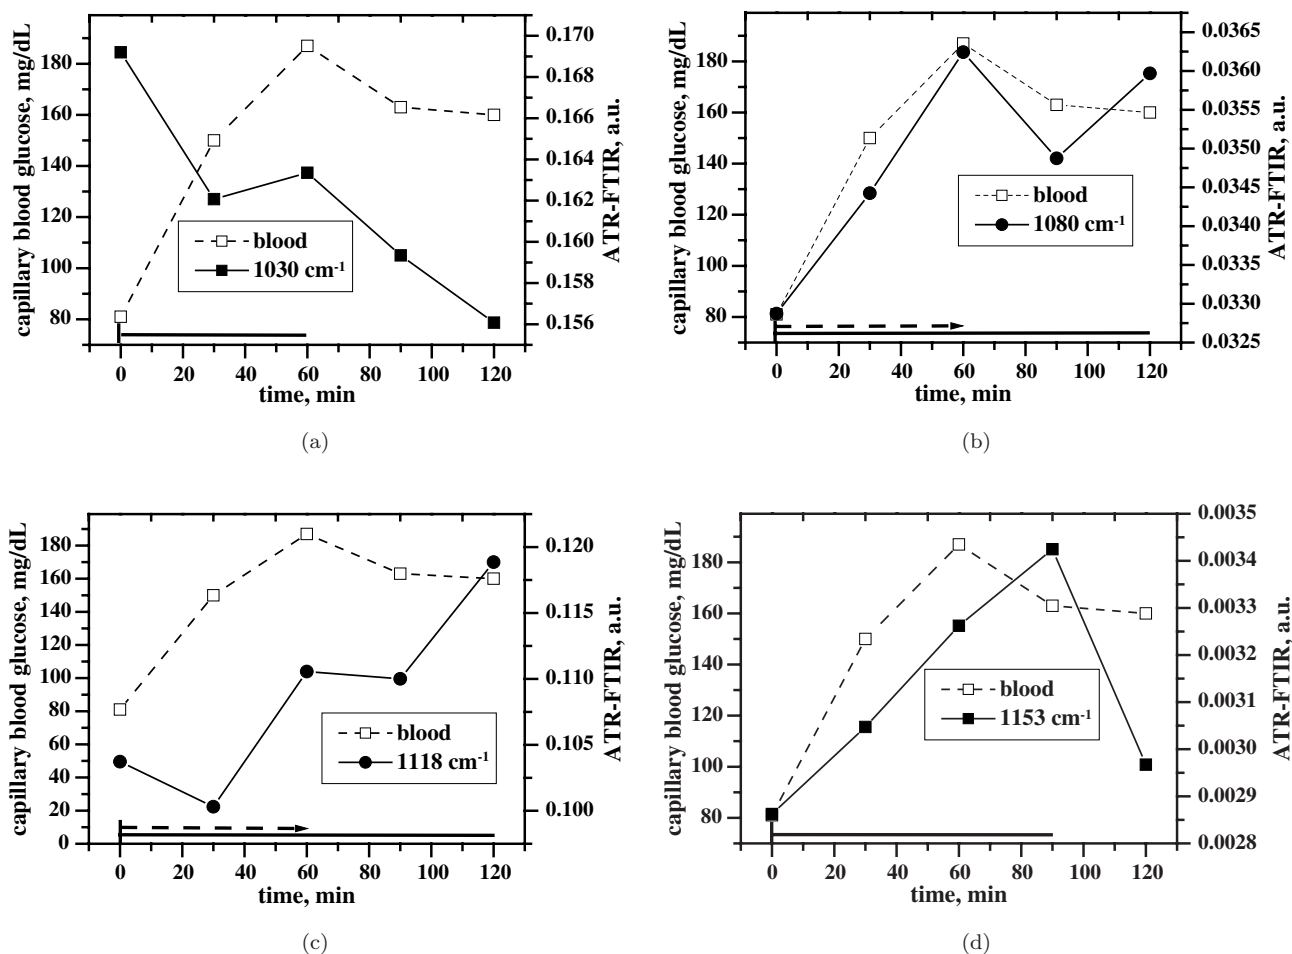 capillary blood glucose, mg/dL
180
160
140
120
100
80
0.170
0.168
0.166
0.164
0.162
0.160
0.158
0.156
ATR-FTIR, a.u.
blood
1030 cm-1
0 20 40 60 80 100 120
time, min
(a)
capillary blood glucose, mg/dL
180
160
140
120
100
80
0.0365
0.0360
0.0355
0.0350
0.0345
0.0340
0.0335
0.0330
0.0325
ATR-FTIR, a.u.
blood
1080 cm-1
0 20 40 60 80 100 120
time, min
(b)
capillary blood glucose, mg/dL
180
160
140
120
100
80
60
40
20
0
0.120
0.115
0.110
0.105
0.100
ATR-FTIR, a.u.
blood
1118 cm-1
0 20 40 60 80 100 120
time, min
(c)
capillary blood glucose, mg/dL
180
160
140
120
100
80
0.0035
0.0034
0.0033
0.0032
0.0031
0.0030
0.0029
0.0028
ATR-FTIR, a.u.
blood
1153 cm-1
0 20 40 60 80 100 120
time, min
(d)